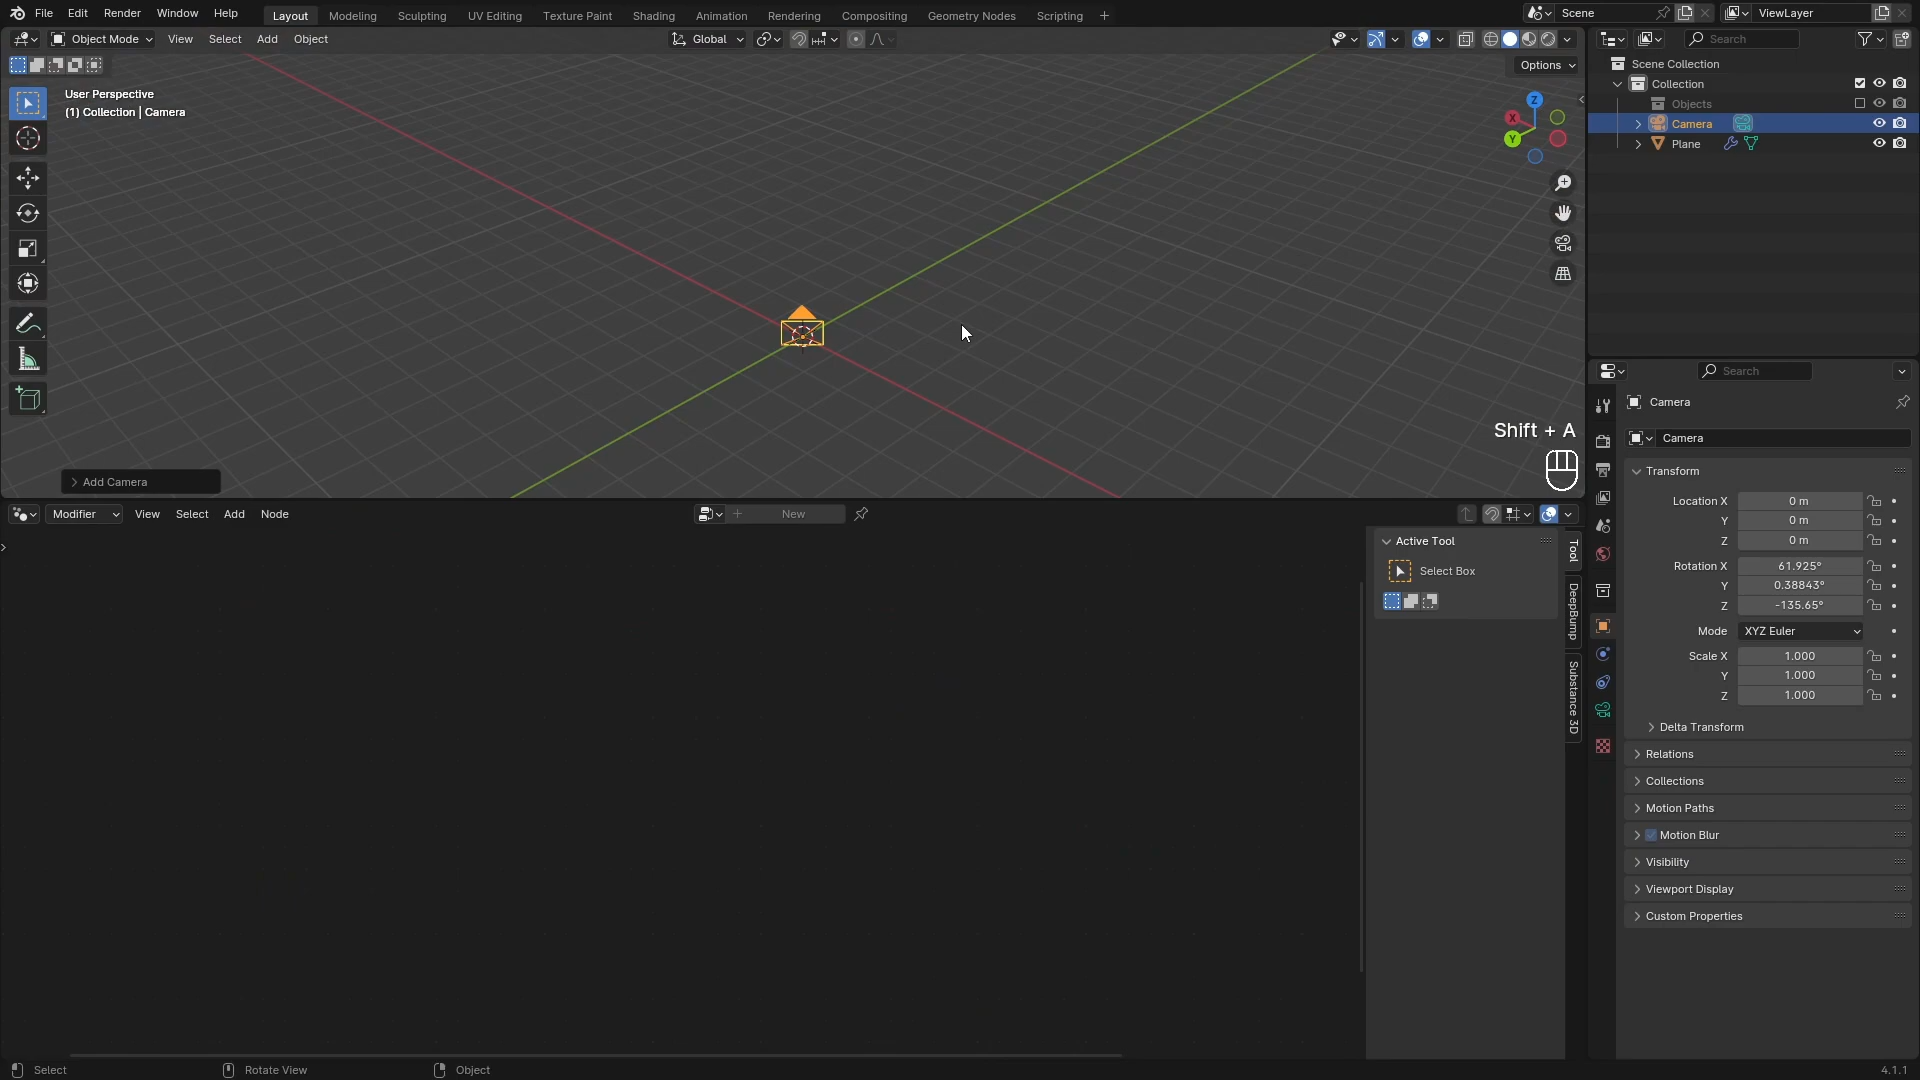 File Edit Render Window Help
Layout Modeling Sculpting UV Editing Texture Paint Shading Animation Rendering Compositing Geometry Nodes Scripting +
Scene
ViewLayer
Object Mode View Select Add Object
Global
Search
Options
User Perspective
(1) Collection | Camera
Z
X
Y
Scene Collection
Collection
Objects
Camera
Plane
Shift + A
Add Camera
Modifier View Select Add Node
New
Active Tool
Select Box
Tool
DeepBump
Substance 3D
Search
Camera
Camera
Transform
Location X 0 m
Y 0 m
Z 0 m
Rotation X 61.925°
Y 0.38843°
Z -135.65°
Mode XYZ Euler
Scale X 1.000
Y 1.000
Z 1.000
Delta Transform
Relations
Collections
Motion Paths
Motion Blur
Visibility
Viewport Display
Custom Properties
Select Rotate View Object
4.1.1